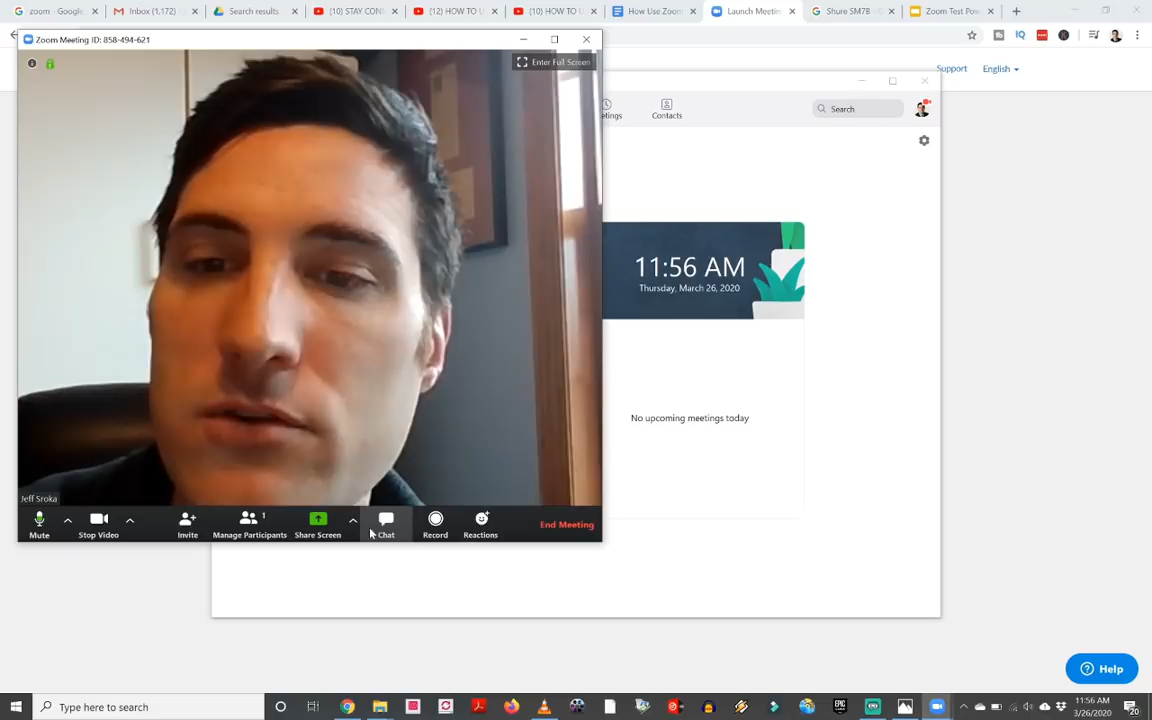 zoom - Google
Inbox (1,172)
Search results
(10) STAY CON
(12) HOW TO U
(10) HOW TO U
How Use Zoom
Launch Meetin
Shure SM7B -
Zoom Test Pow
Zoom Meeting ID: 858-494-621
Enter Full Screen
Support
English
etings
Contacts
Search
11:56 AM
Thursday, March 26, 2020
No upcoming meetings today
Jeff Sroka
Mute
Stop Video
Invite
1
Manage Participants
Share Screen
Chat
Record
Reactions
End Meeting
Help
Type here to search
11:56 AM
3/26/2020
20